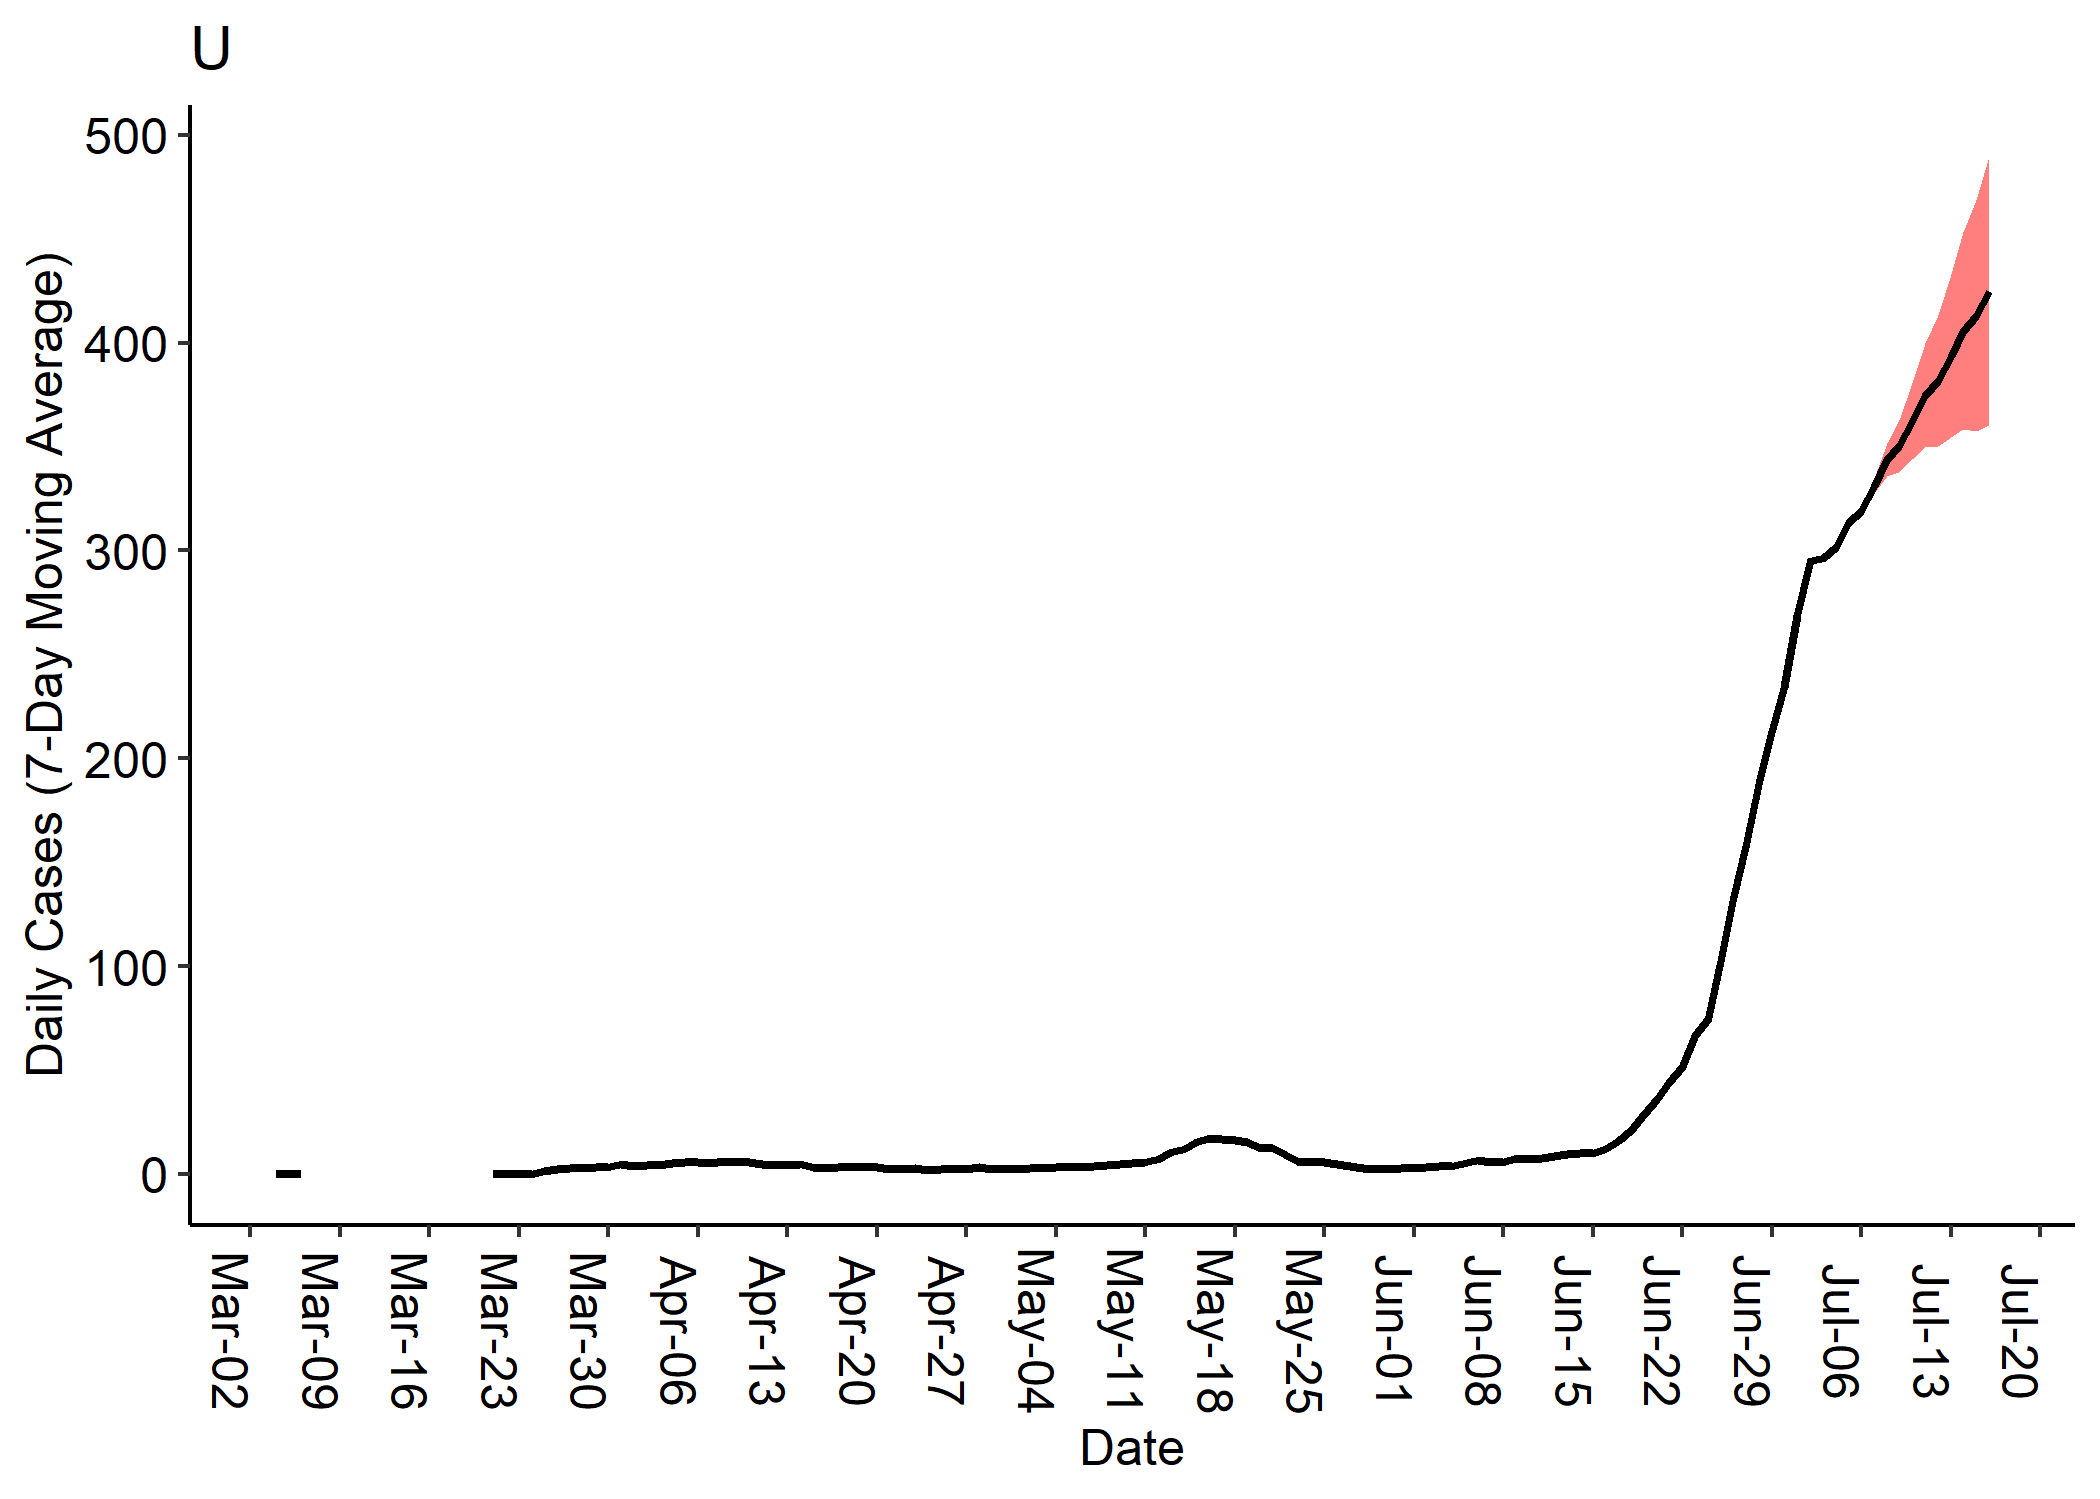 U
Daily Cases (7-Day Moving Average)
500
400
300
200
100
0
Mar-02
Mar-09
Mar-16
Mar-23
Mar-30
Apr-06
Apr-13
Apr-20
Apr-27
May-04
May-11
May-18
May-25
Jun-01
Jun-08
Jun-15
Jun-22
Jun-29
Jul-06
Jul-13
Jul-20
Date